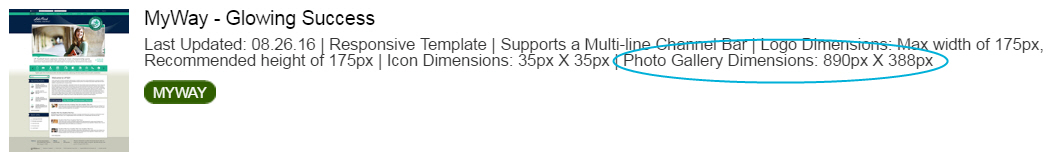 MyWay - Glowing Success
Last Updated: 08.26.16 | Responsive Template | Supports a Multi-line Channel Bar | Logo Dimensions: Max width of 175px,
Recommended height of 175px | Icon Dimensions: 35px X 35px | Photo Gallery Dimensions: 890px X 388px
MYWAY